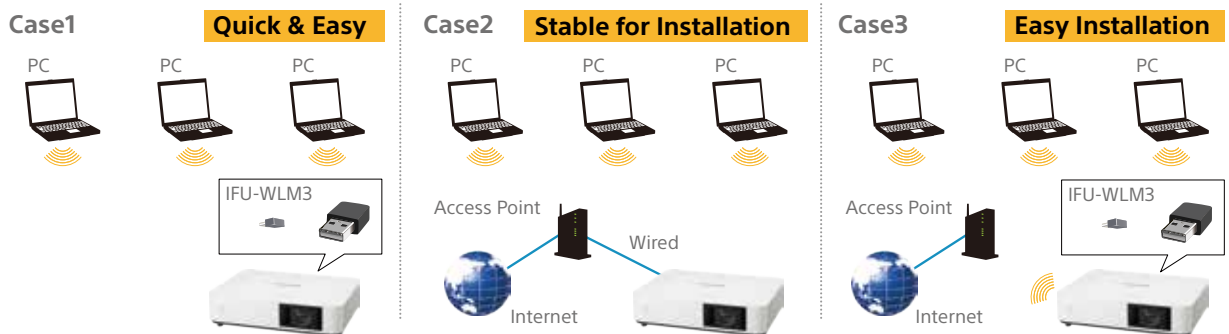 Case1
Quick & Easy
PC
PC
PC
IFU-WLM3
Case2
Stable for Installation
PC
PC
PC
Access Point
Wired
Internet
Case3
Easy Installation
PC
PC
PC
Access Point
IFU-WLM3
Internet